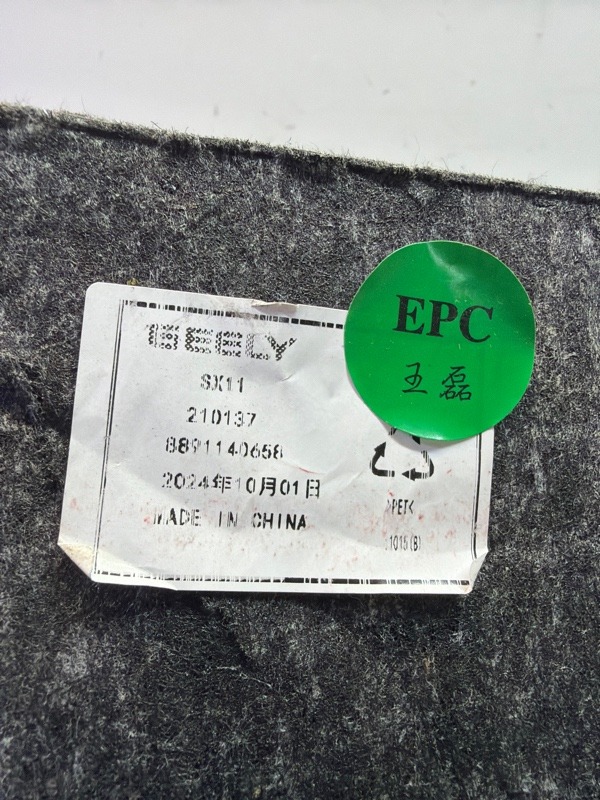 GEELY
SX11
210137
8891140658
2024年10月01日
MADE IN CHINA
EPC
王磊
>PET<
1015(B)